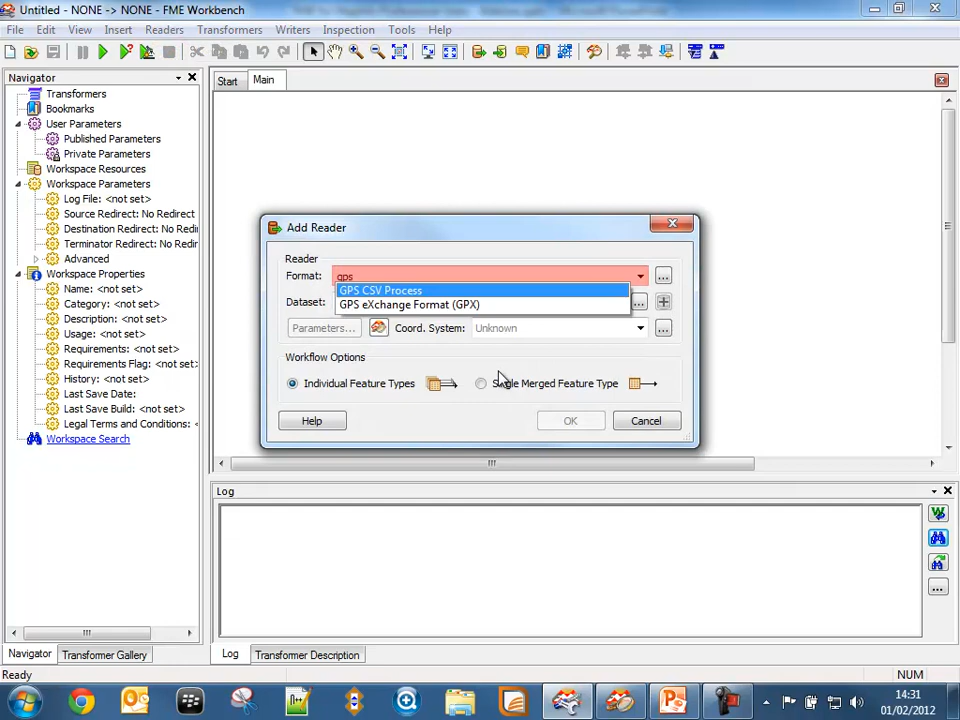 Untitled - NONE -> NONE - FME Workbench
File Edit View Insert Readers Transformers Writers Inspection Tools Help
Navigator
Start Main
Transformers
Bookmarks
User Parameters
Published Parameters
Private Parameters
Workspace Resources
Workspace Parameters
Log File: <not set>
Source Redirect: No Redirect
Destination Redirect: No Redi
Terminator Redirect: No Redi
Advanced
Workspace Properties
Name: <not set>
Category: <not set>
Description: <not set>
Usage: <not set>
Requirements: <not set>
Requirements Flag: <not set>
History: <not set>
Last Save Date:
Last Save Build: <not set>
Legal Terms and Conditions: <
Workspace Search
Add Reader
Reader
Format: gps
GPS CSV Process
GPS eXchange Format (GPX)
Dataset: ...
Parameters... Coord. System: Unknown ...
Workflow Options
Individual Feature Types Single Merged Feature Type
Help OK Cancel
Log
Navigator Transformer Gallery
Log Transformer Description
Ready NUM
14:31
01/02/2012